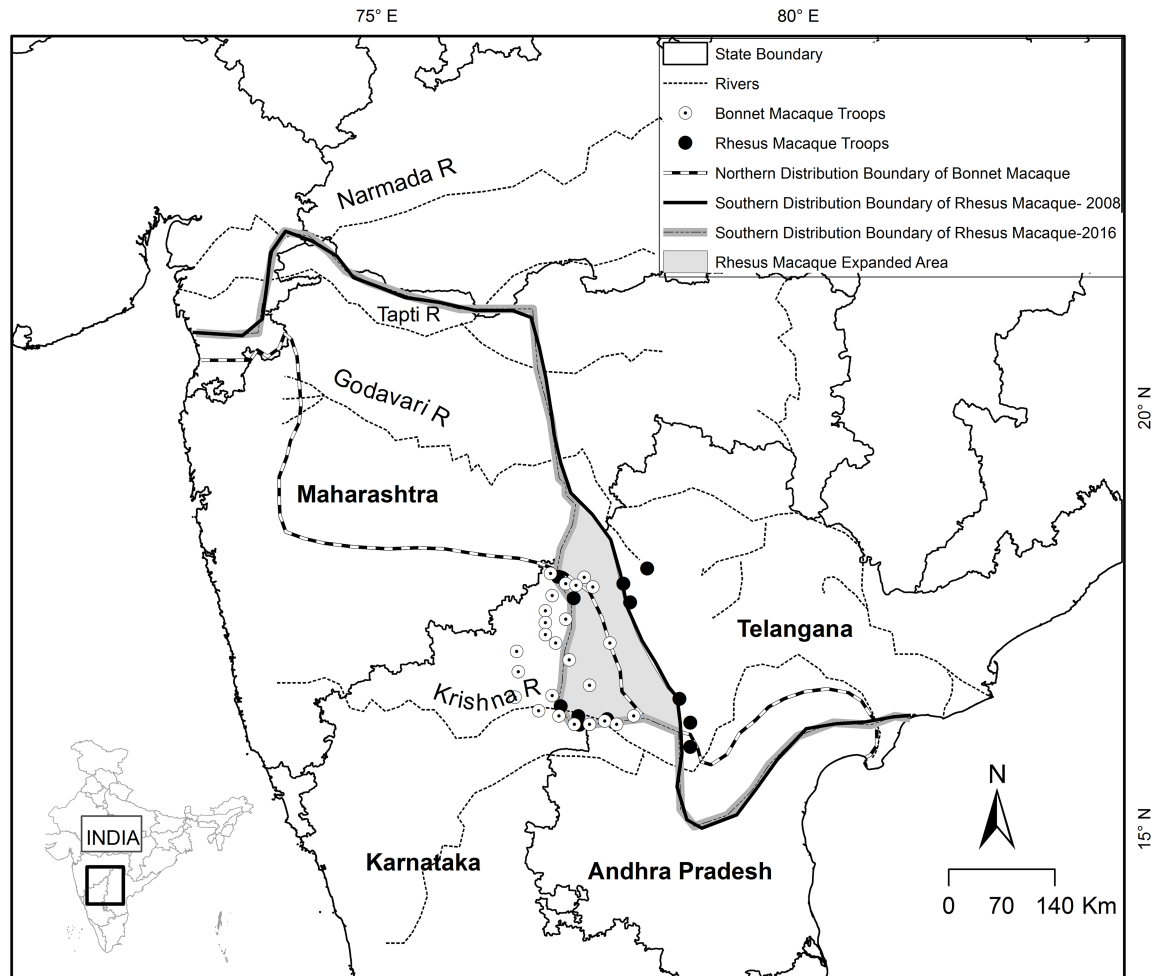 75° E
80° E
State Boundary
Rivers
Bonnet Macaque Troops
Rhesus Macaque Troops
Northern Distribution Boundary of Bonnet Macaque
Southern Distribution Boundary of Rhesus Macaque- 2008
Southern Distribution Boundary of Rhesus Macaque-2016
Rhesus Macaque Expanded Area
Narmada R
Tapti R
Godavari R
20° N
Maharashtra
Telangana
Krishna R
15° N
N
INDIA
Karnataka
Andhra Pradesh
0 70 140 Km